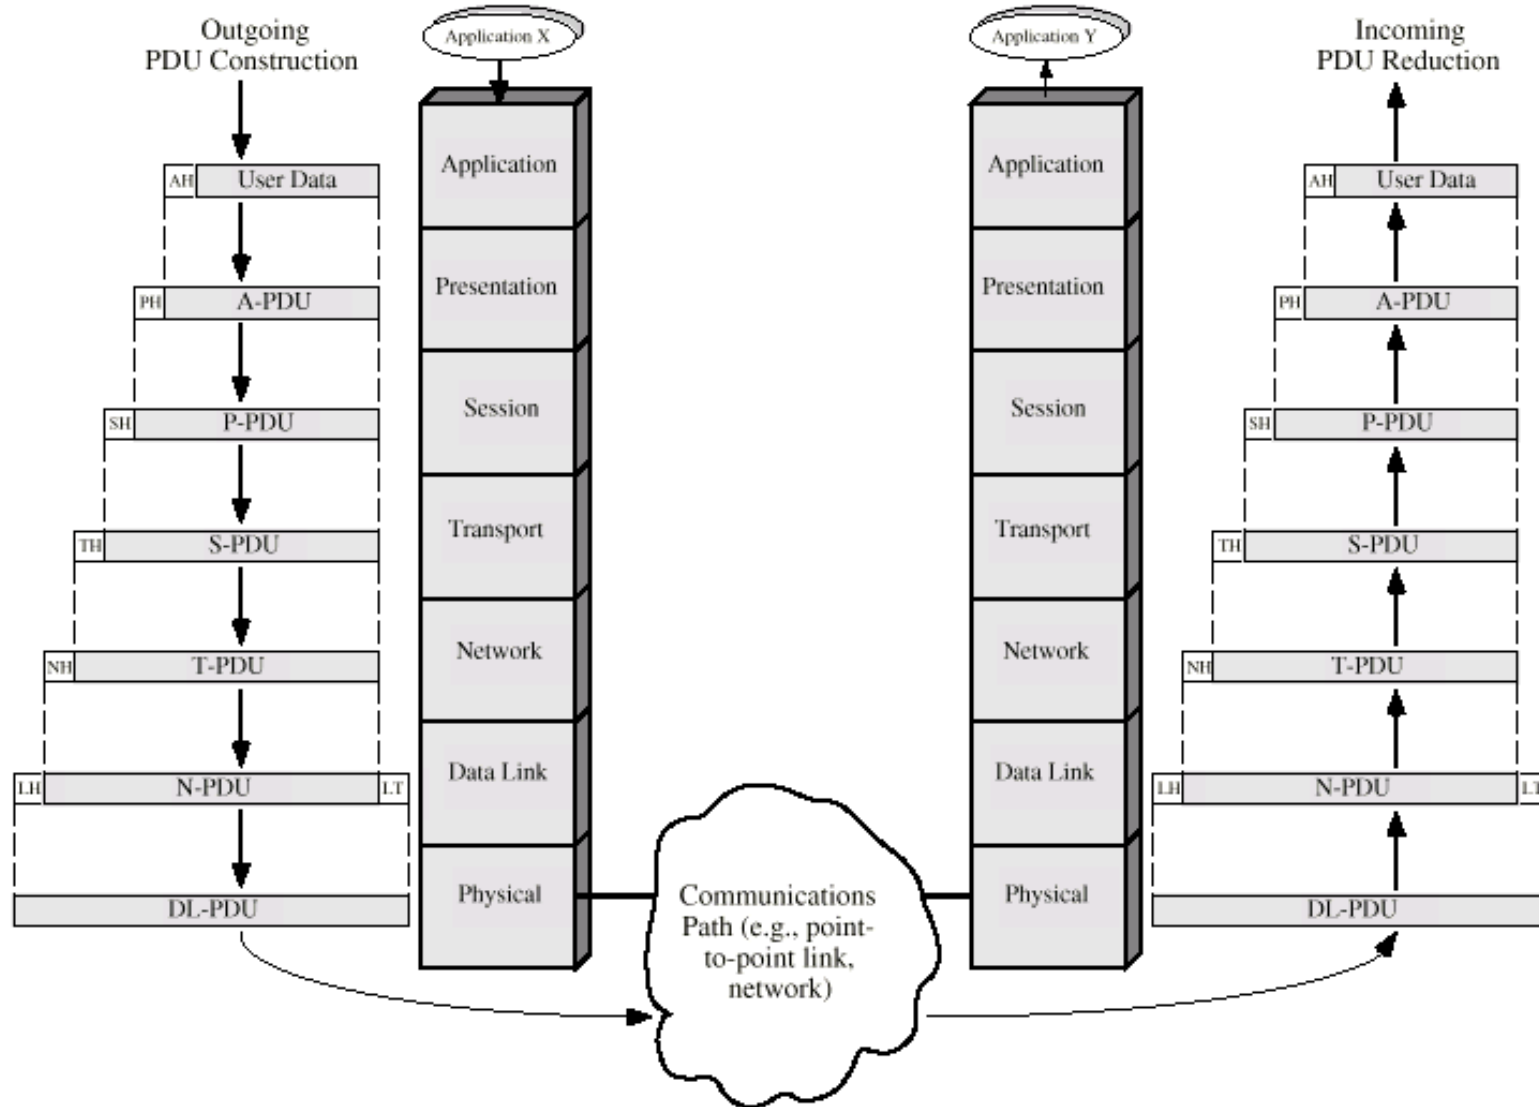 Outgoing
PDU Construction
Application X
Application Y
Incoming
PDU Reduction
AH
User Data
Application
Application
AH
User Data
PH
A-PDU
Presentation
Presentation
PH
A-PDU
SH
P-PDU
Session
Session
SH
P-PDU
TH
S-PDU
Transport
Transport
TH
S-PDU
NH
T-PDU
Network
Network
NH
T-PDU
LH
N-PDU
LT
Data Link
Data Link
LH
N-PDU
LT
DL-PDU
Physical
Communications
Path (e.g., point-
to-point link,
network)
Physical
DL-PDU